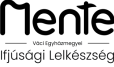 Mente
Váci Egyházmegyei
Ifjúsági Lelkészség